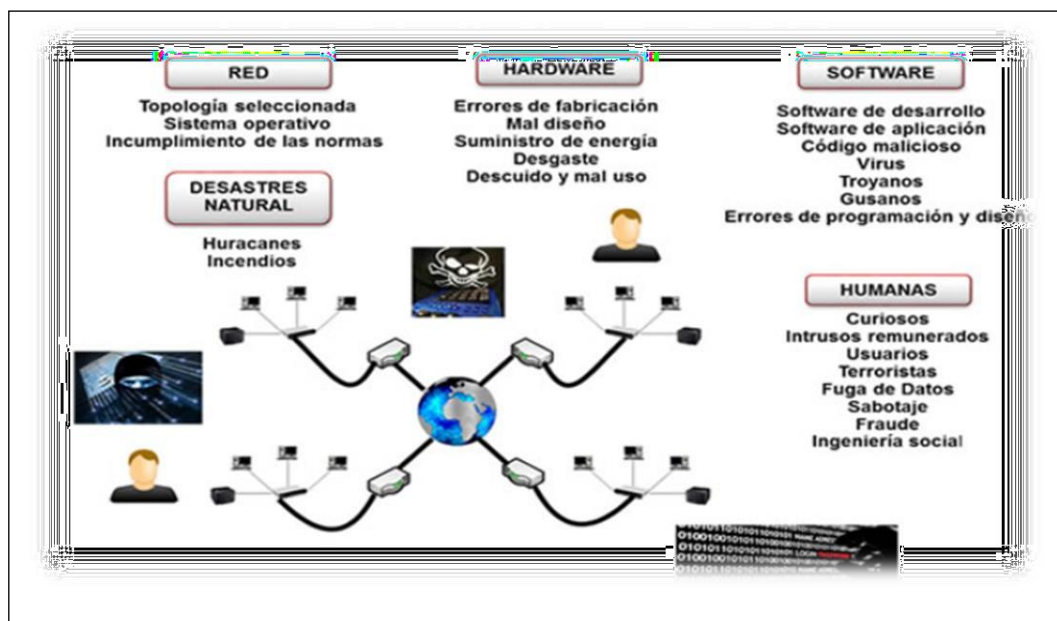 RED
Topología seleccionada
Sistema operativo
Incumplimiento de las normas
DESASTRES
NATURAL
Huracanes
Incendios
HARDWARE
Errores de fabricación
Mal diseño
Suministro de energía
Desgaste
Descuido y mal uso
SOFTWARE
Software de desarrollo
Software de aplicación
Código malicioso
Virus
Troyanos
Gusanos
Errores de programación y diseño
HUMANAS
Curiosos
Intrusos remunerados
Usuarios
Terroristas
Fuga de Datos
Sabotaje
Fraude
Ingeniería social